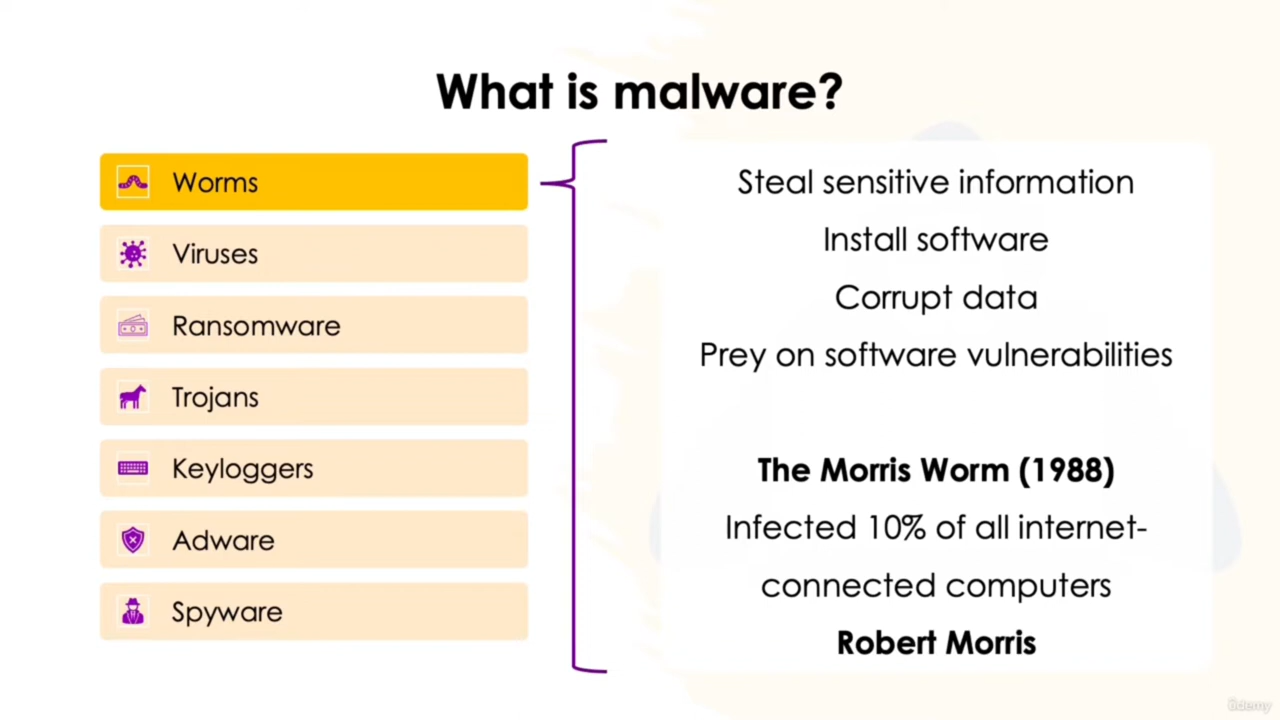 What is malware?
Worms
Viruses
Ransomware
Trojans
Keyloggers
Adware
Spyware
Steal sensitive information
Install software
Corrupt data
Prey on software vulnerabilities
The Morris Worm (1988)
Infected 10% of all internet-
connected computers
Robert Morris
ûdemy